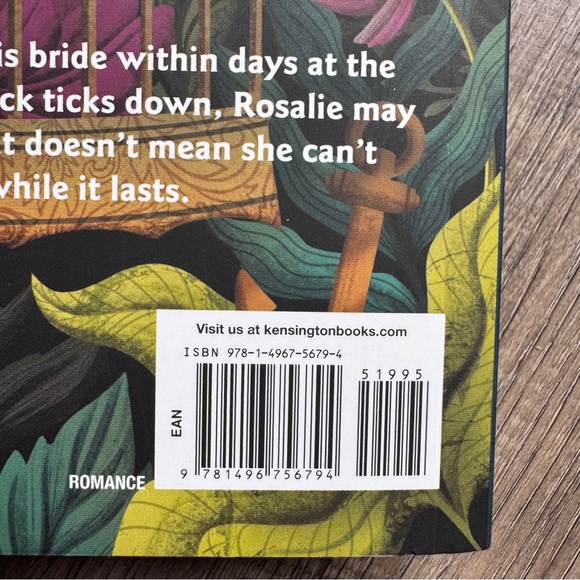 is bride within days at the
ck ticks down, Rosalie may
t doesn't mean she can't
while it lasts.
Visit us at kensingtonbooks.com
ISBN 978-1-4967-5679-4
51995
EAN
9 781496 756794
ROMANCE